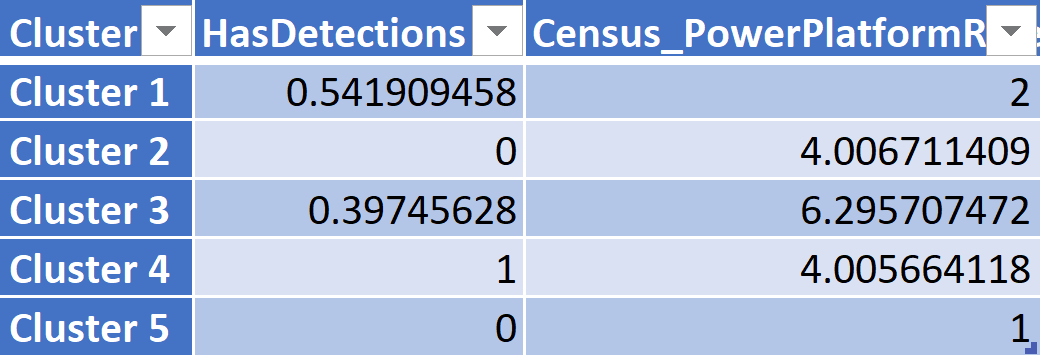 Cluster HasDetections Census_PowerPlatformR
Cluster 1 0.541909458 2
Cluster 2 0 4.006711409
Cluster 3 0.39745628 6.295707472
Cluster 4 1 4.005664118
Cluster 5 0 1